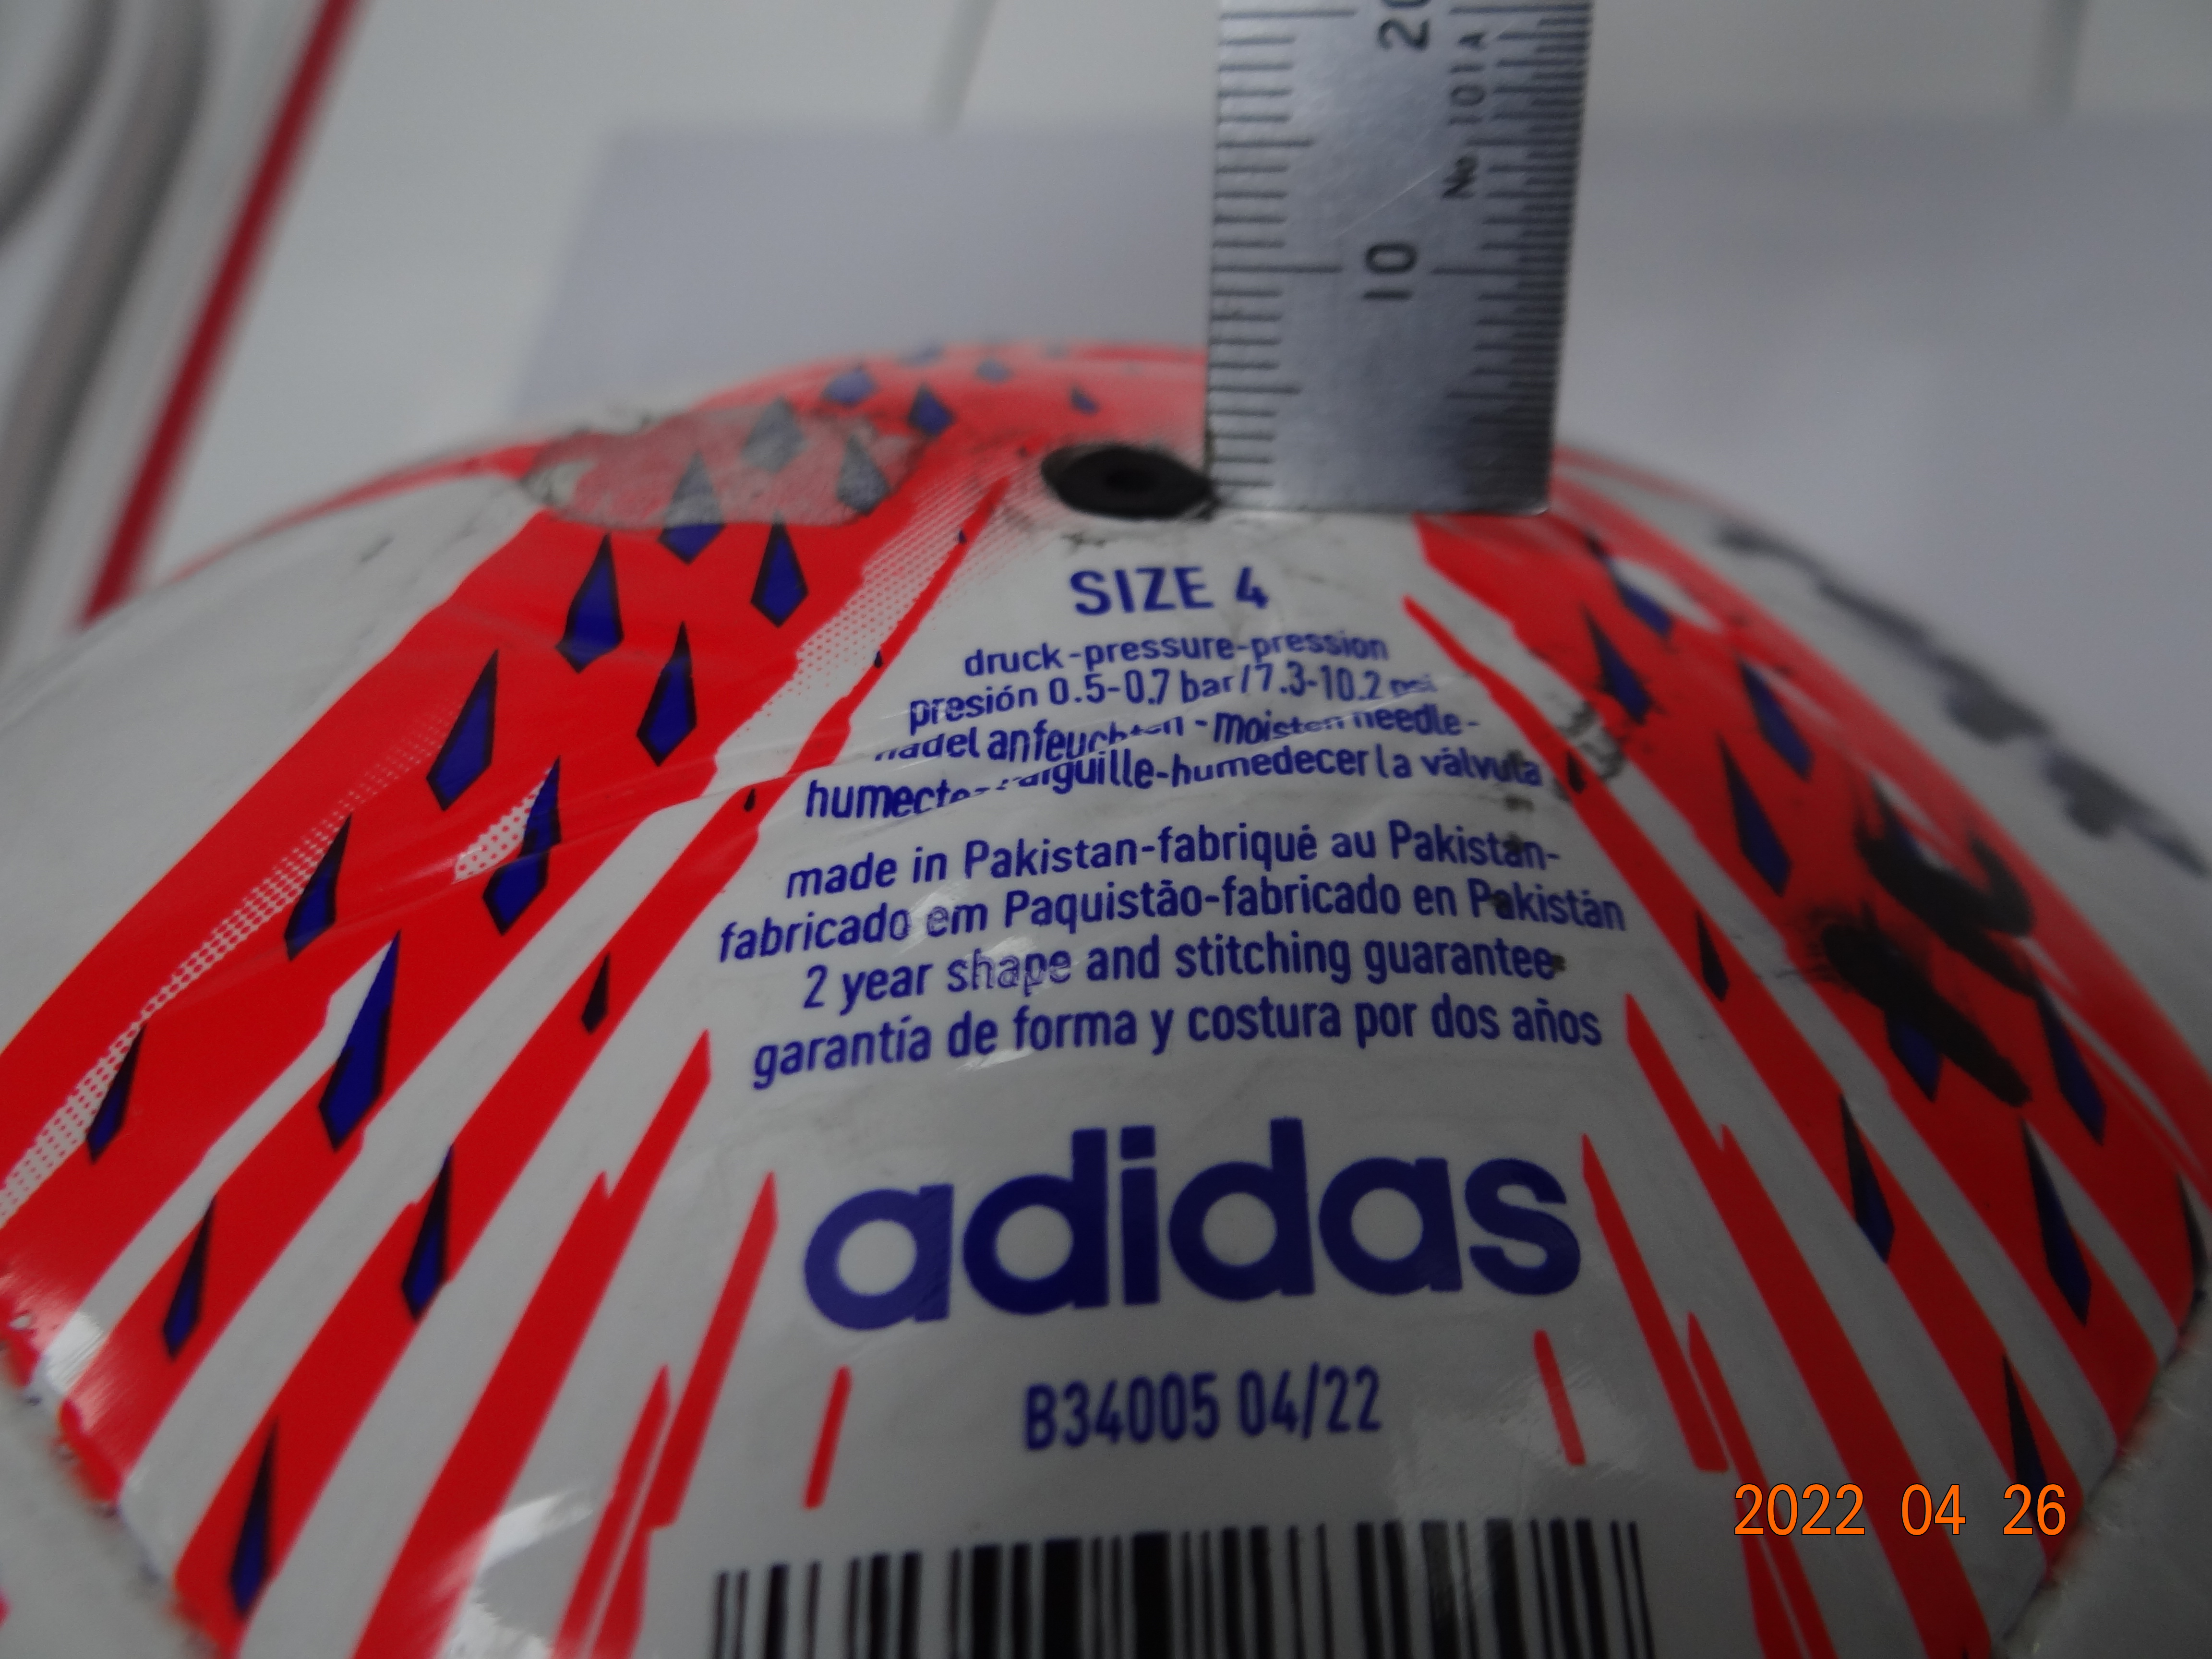 20
No 101A
10
SIZE 4
druck-pressure-pression
presión 0.5-0.7 bar/7.3-10.2 psi
nadel anfeuchten - moisten needle-
humecter l'aiguille-humedecer la válvula
made in Pakistan-fabriqué au Pakistan-
fabricado em Paquistão-fabricado en Pakistán
2 year shape and stitching guarantee-
garantía de forma y costura por dos años
adidas
B34005 04/22
2022 04 26